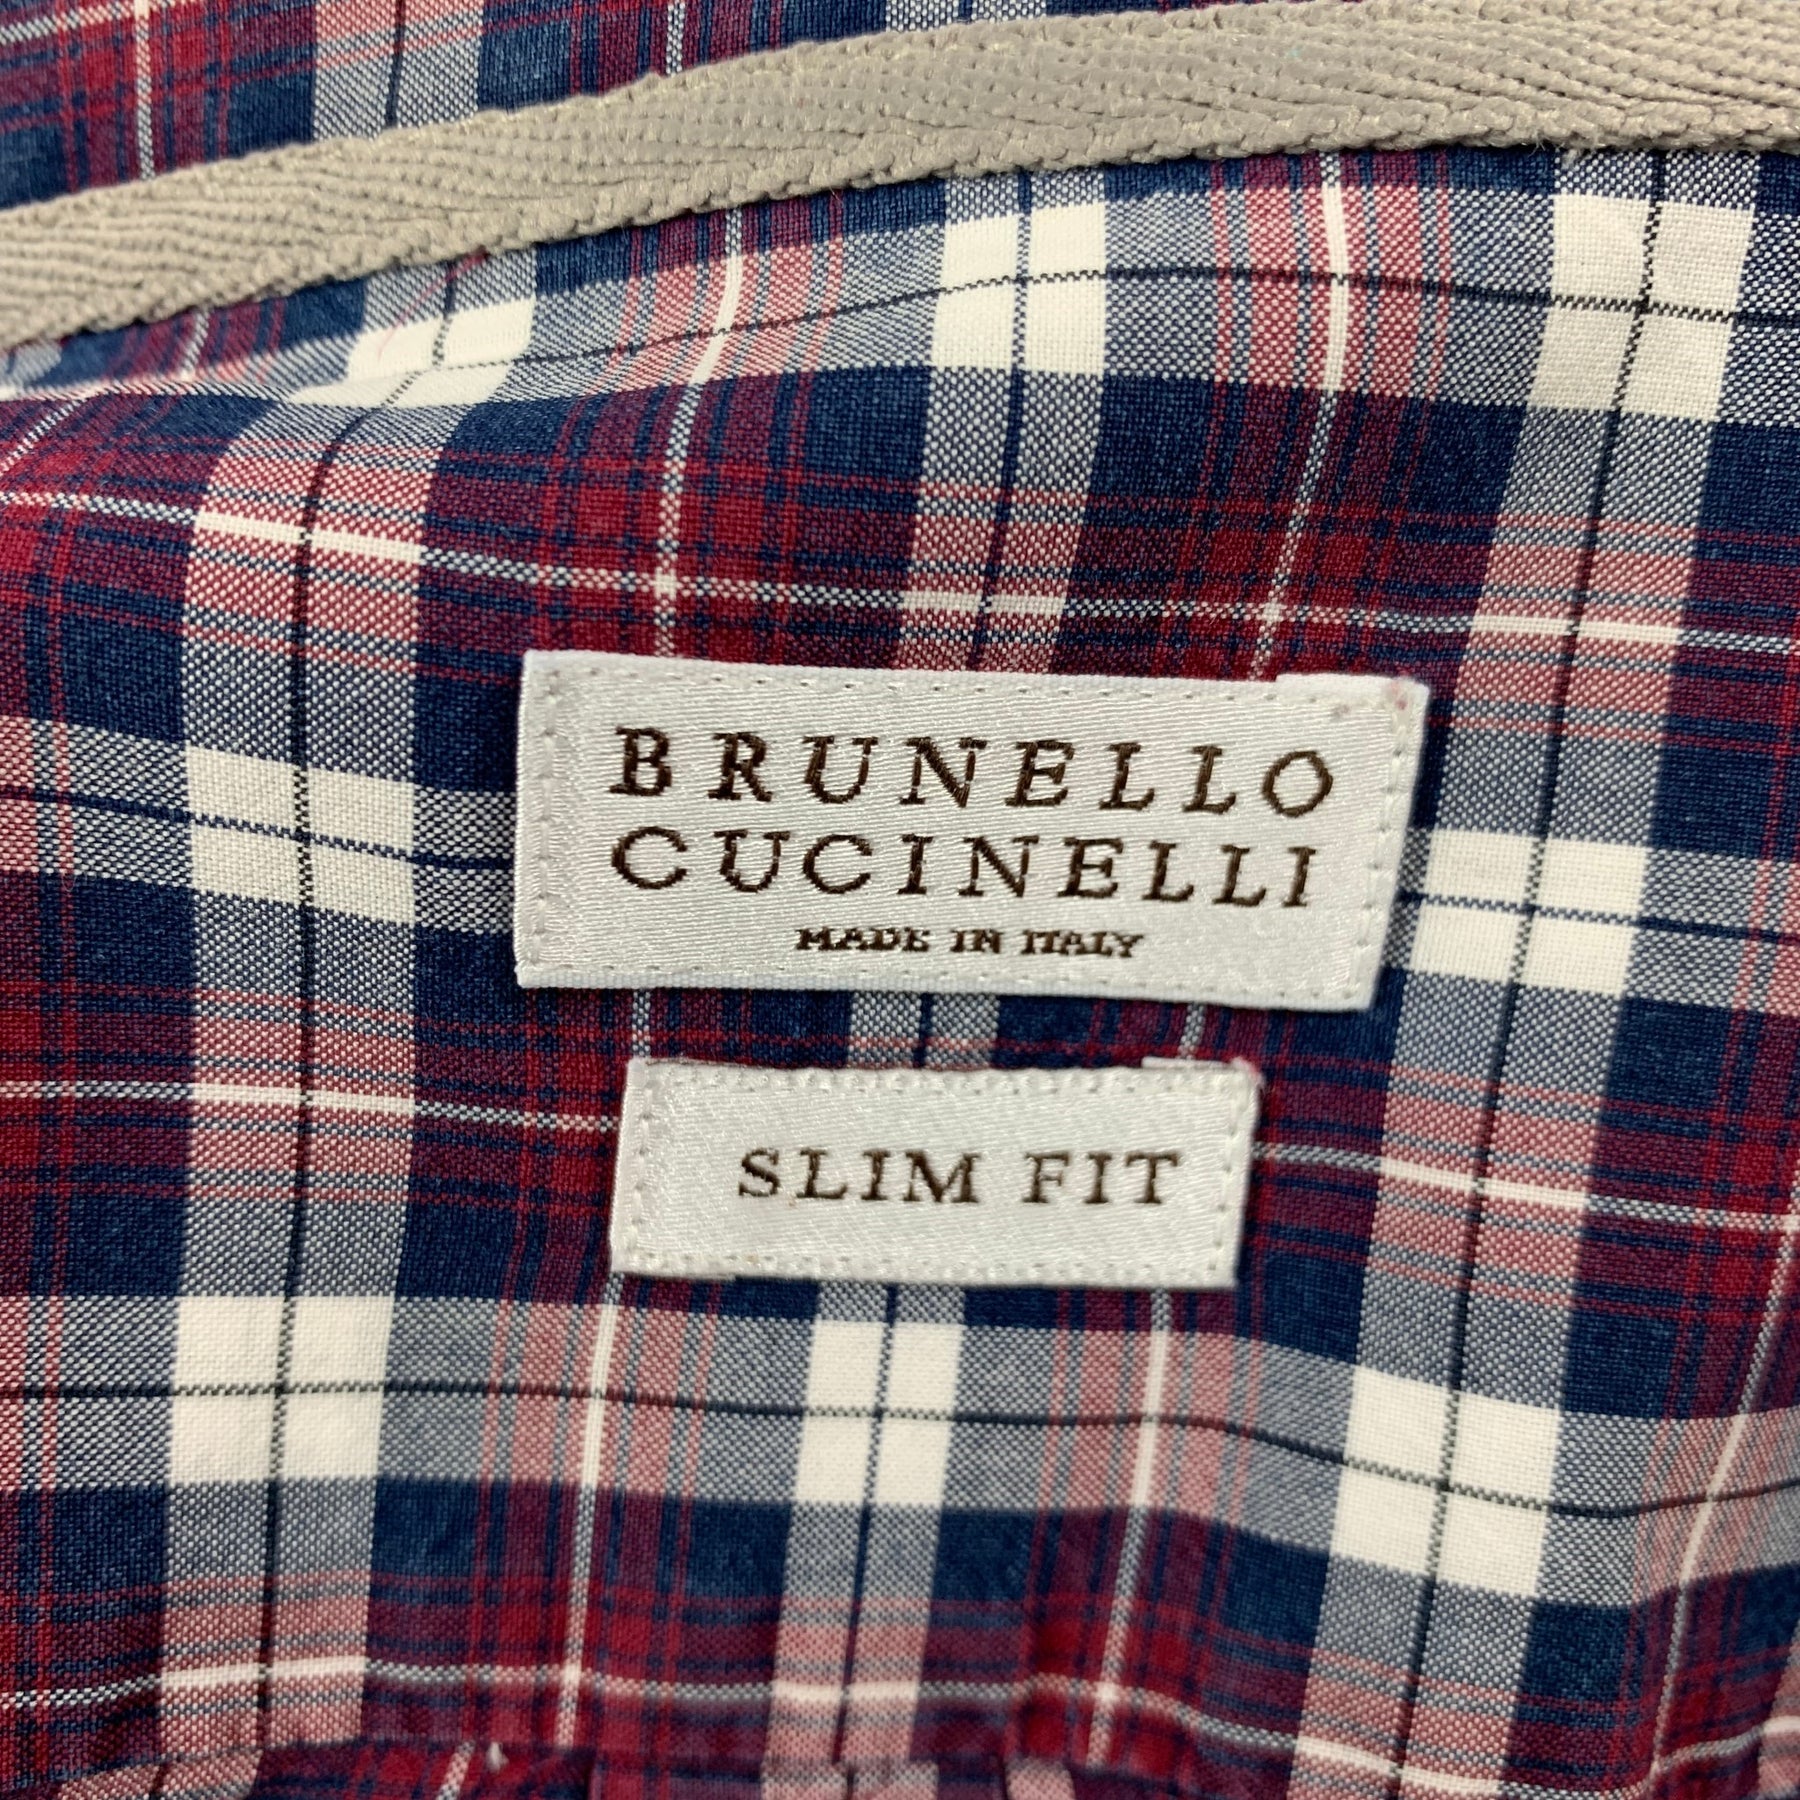 BRUNELLO
CUCINELLI
MADE IN ITALY
SLIM FIT